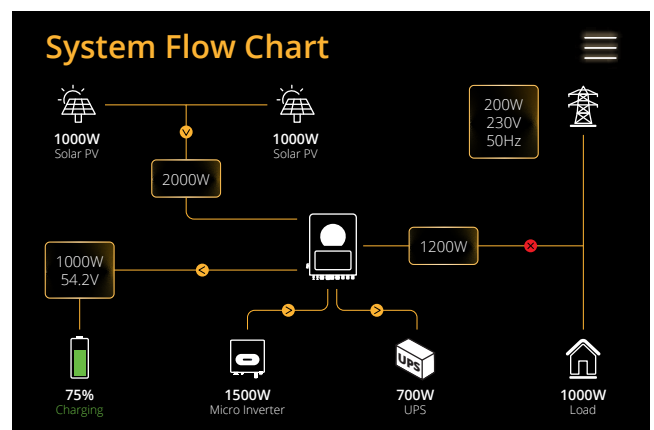 System Flow Chart
1000W
Solar PV
1000W
Solar PV
200W
230V
50Hz
2000W
1200W
1000W
54.2V
UPS
75%
Charging
1500W
Micro Inverter
700W
UPS
1000W
Load